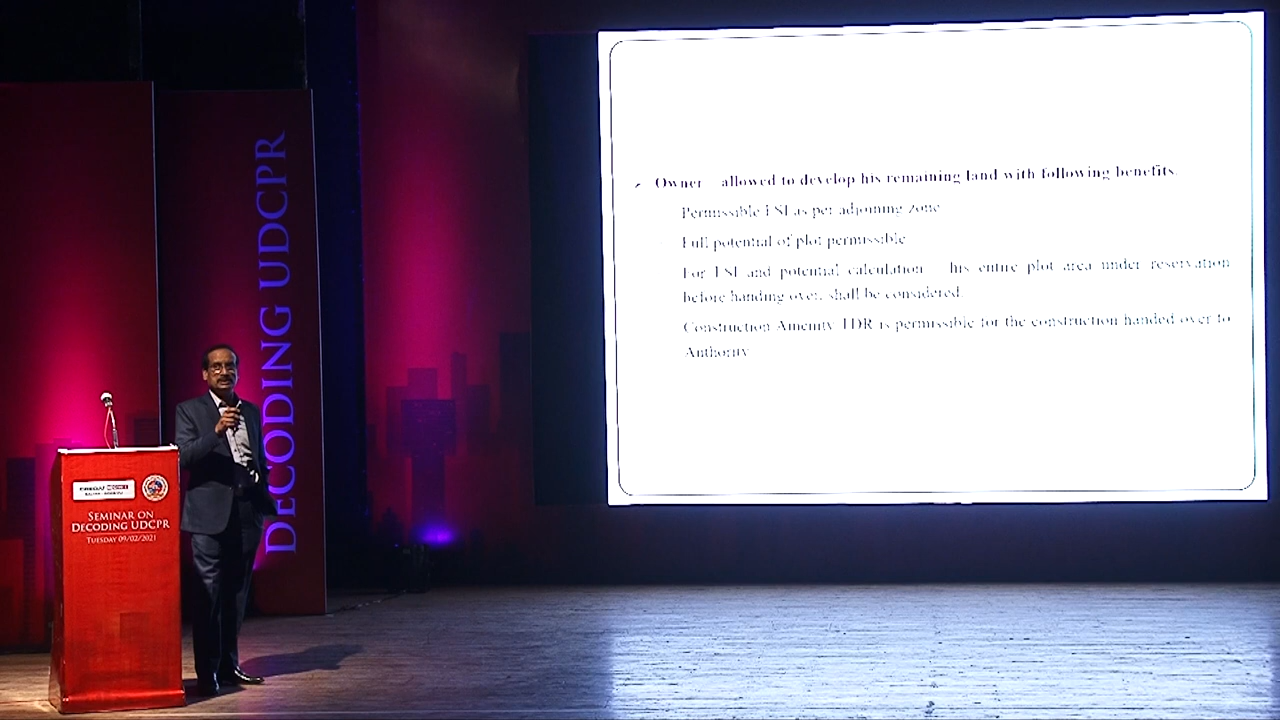 Owner – allowed to develop his remaining land with following benefits.
Permissible FSI as per adjoining zone
Full potential of plot permissible
For FSI and potential calculation – his entire plot area under reservation
before handing over, shall be considered.
Construction Amenity TDR is permissible for the construction handed over to
Authority
DECODING UDCPR
SEMINAR ON
DECODING UDCPR
TUESDAY 09/02/2021